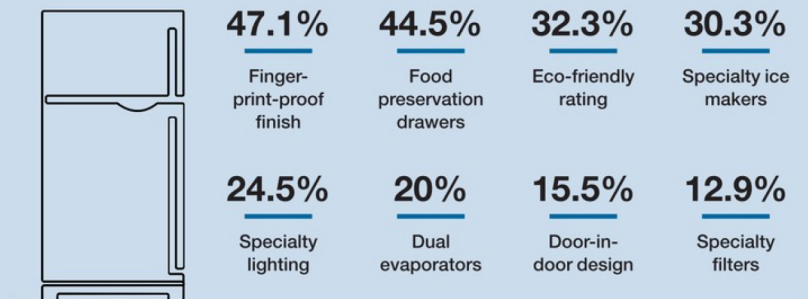 47.1% 44.5% 32.3% 30.3%
Finger-
print-proof
finish
Food
preservation
drawers
Eco-friendly
rating
Specialty ice
makers
24.5% 20% 15.5% 12.9%
Specialty
lighting
Dual
evaporators
Door-in-
door design
Specialty
filters